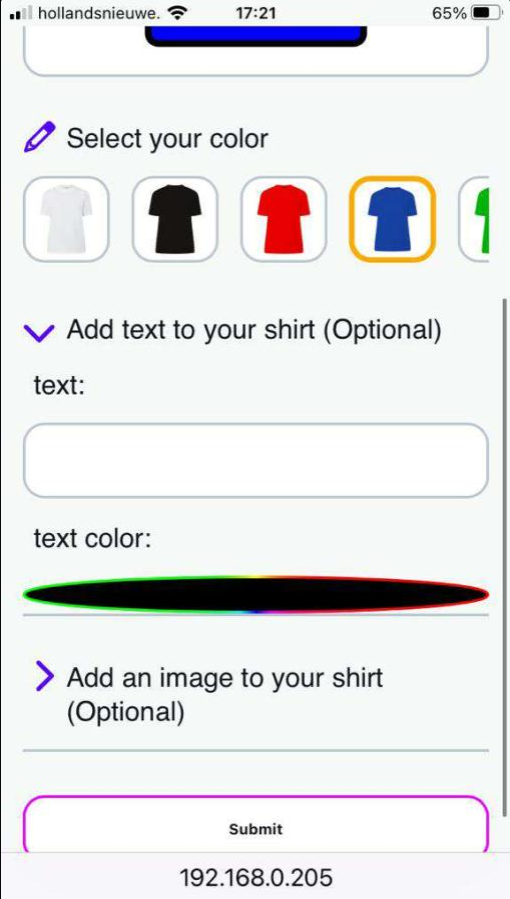 hollandsnieuwe. 17:21 65%
Select your color
Add text to your shirt (Optional)
text:
text color:
Add an image to your shirt
(Optional)
Submit
192.168.0.205